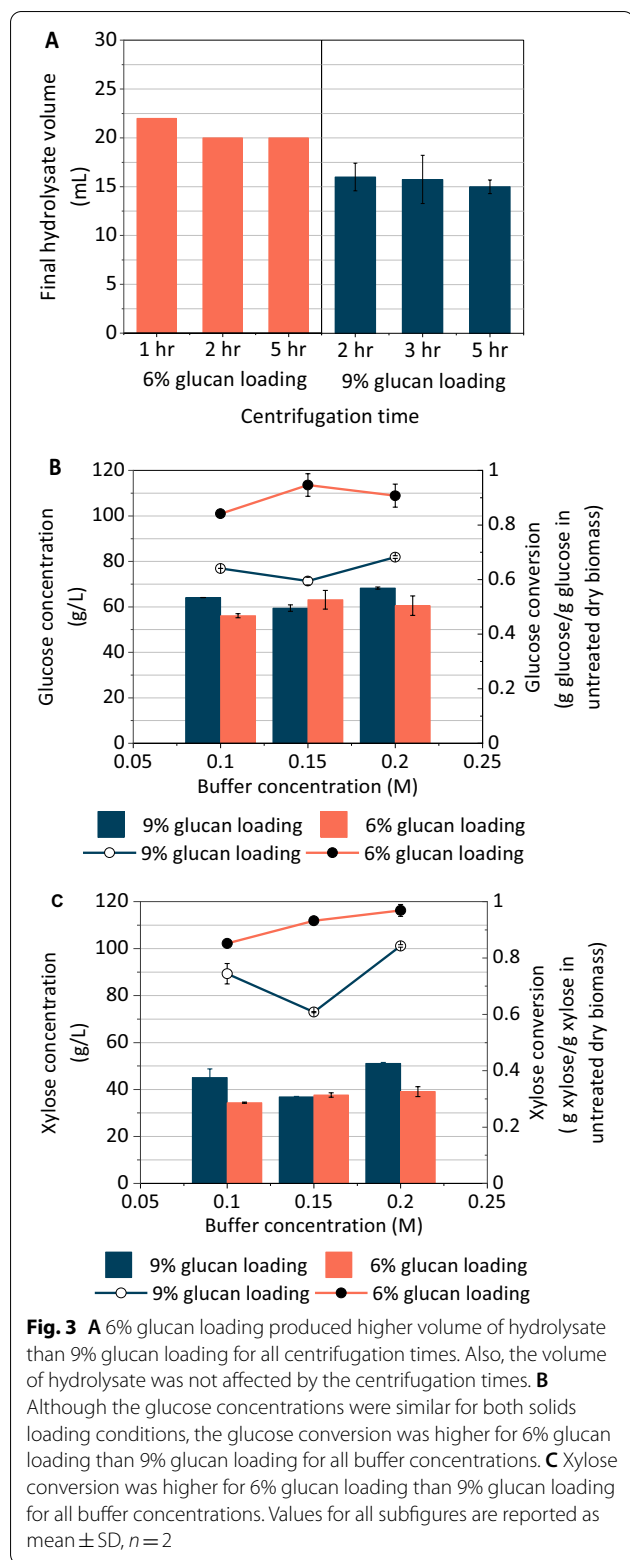 A
30
25
20
15
10
5
0
Final hydrolysate volume
(mL)
1 hr 2 hr 5 hr 2 hr 3 hr 5 hr
6% glucan loading 9% glucan loading
Centrifugation time
B
120
100
80
60
40
20
0
Glucose concentration
(g/L)
1
0.8
0.6
0.4
0.2
0
Glucose conversion
(g glucose/g glucose in
untreated dry biomass)
0.05 0.1 0.15 0.2 0.25
Buffer concentration (M)
9% glucan loading 6% glucan loading
9% glucan loading 6% glucan loading
C
120
100
80
60
40
20
0
Xylose concentration
(g/L)
1
0.8
0.6
0.4
0.2
0
Xylose conversion
( g xylose/g xylose in
untreated dry biomass)
0.05 0.1 0.15 0.2 0.25
Buffer concentration (M)
9% glucan loading 6% glucan loading
9% glucan loading 6% glucan loading
Fig. 3 A 6% glucan loading produced higher volume of hydrolysate
than 9% glucan loading for all centrifugation times. Also, the volume
of hydrolysate was not affected by the centrifugation times. B
Although the glucose concentrations were similar for both solids
loading conditions, the glucose conversion was higher for 6% glucan
loading than 9% glucan loading for all buffer concentrations. C Xylose
conversion was higher for 6% glucan loading than 9% glucan loading
for all buffer concentrations. Values for all subfigures are reported as
mean ± SD, n = 2